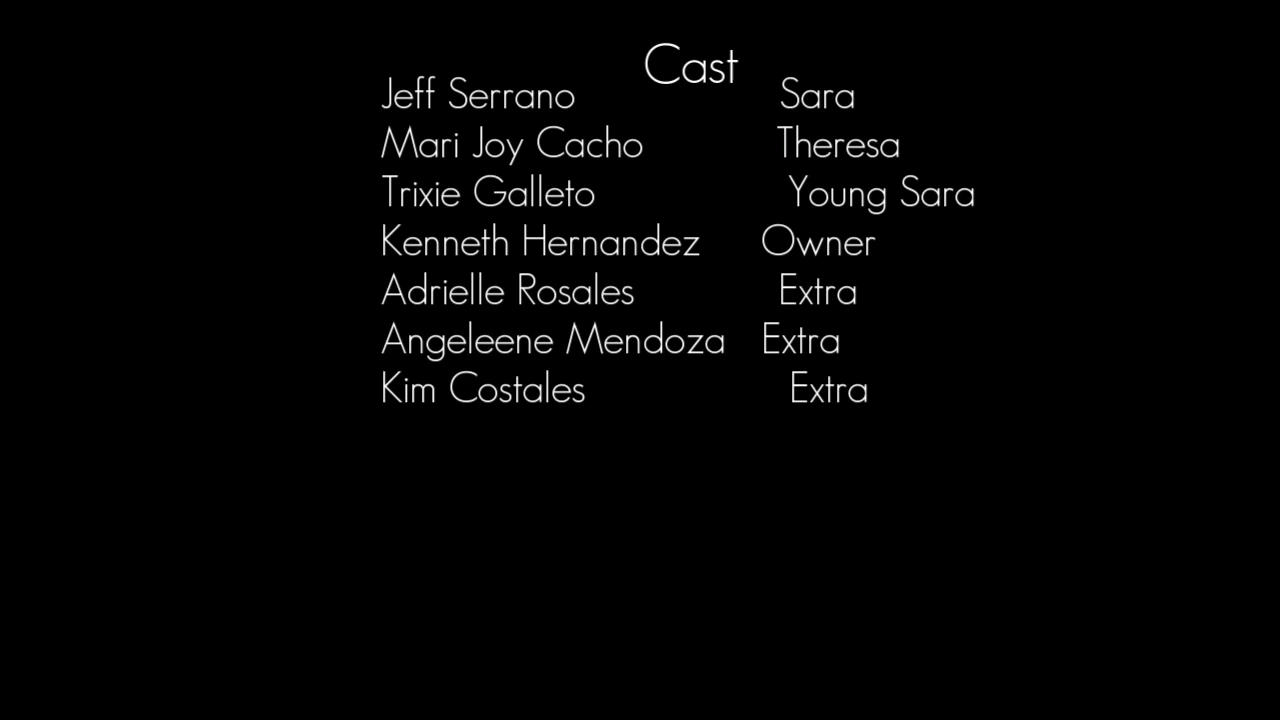 Cast
Jeff Serrano Sara
Mari Joy Cacho Theresa
Trixie Galleto Young Sara
Kenneth Hernandez Owner
Adrielle Rosales Extra
Angeleene Mendoza Extra
Kim Costales Extra